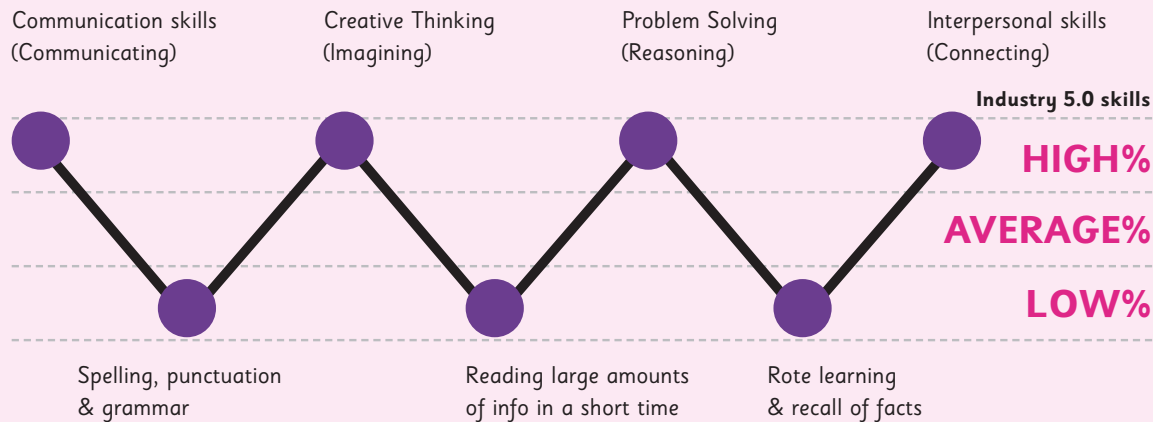 Communication skills
(Communicating)
Creative Thinking
(Imagining)
Problem Solving
(Reasoning)
Interpersonal skills
(Connecting)
Industry 5.0 skills
HIGH%
AVERAGE%
LOW%
Spelling, punctuation
& grammar
Reading large amounts
of info in a short time
Rote learning
& recall of facts